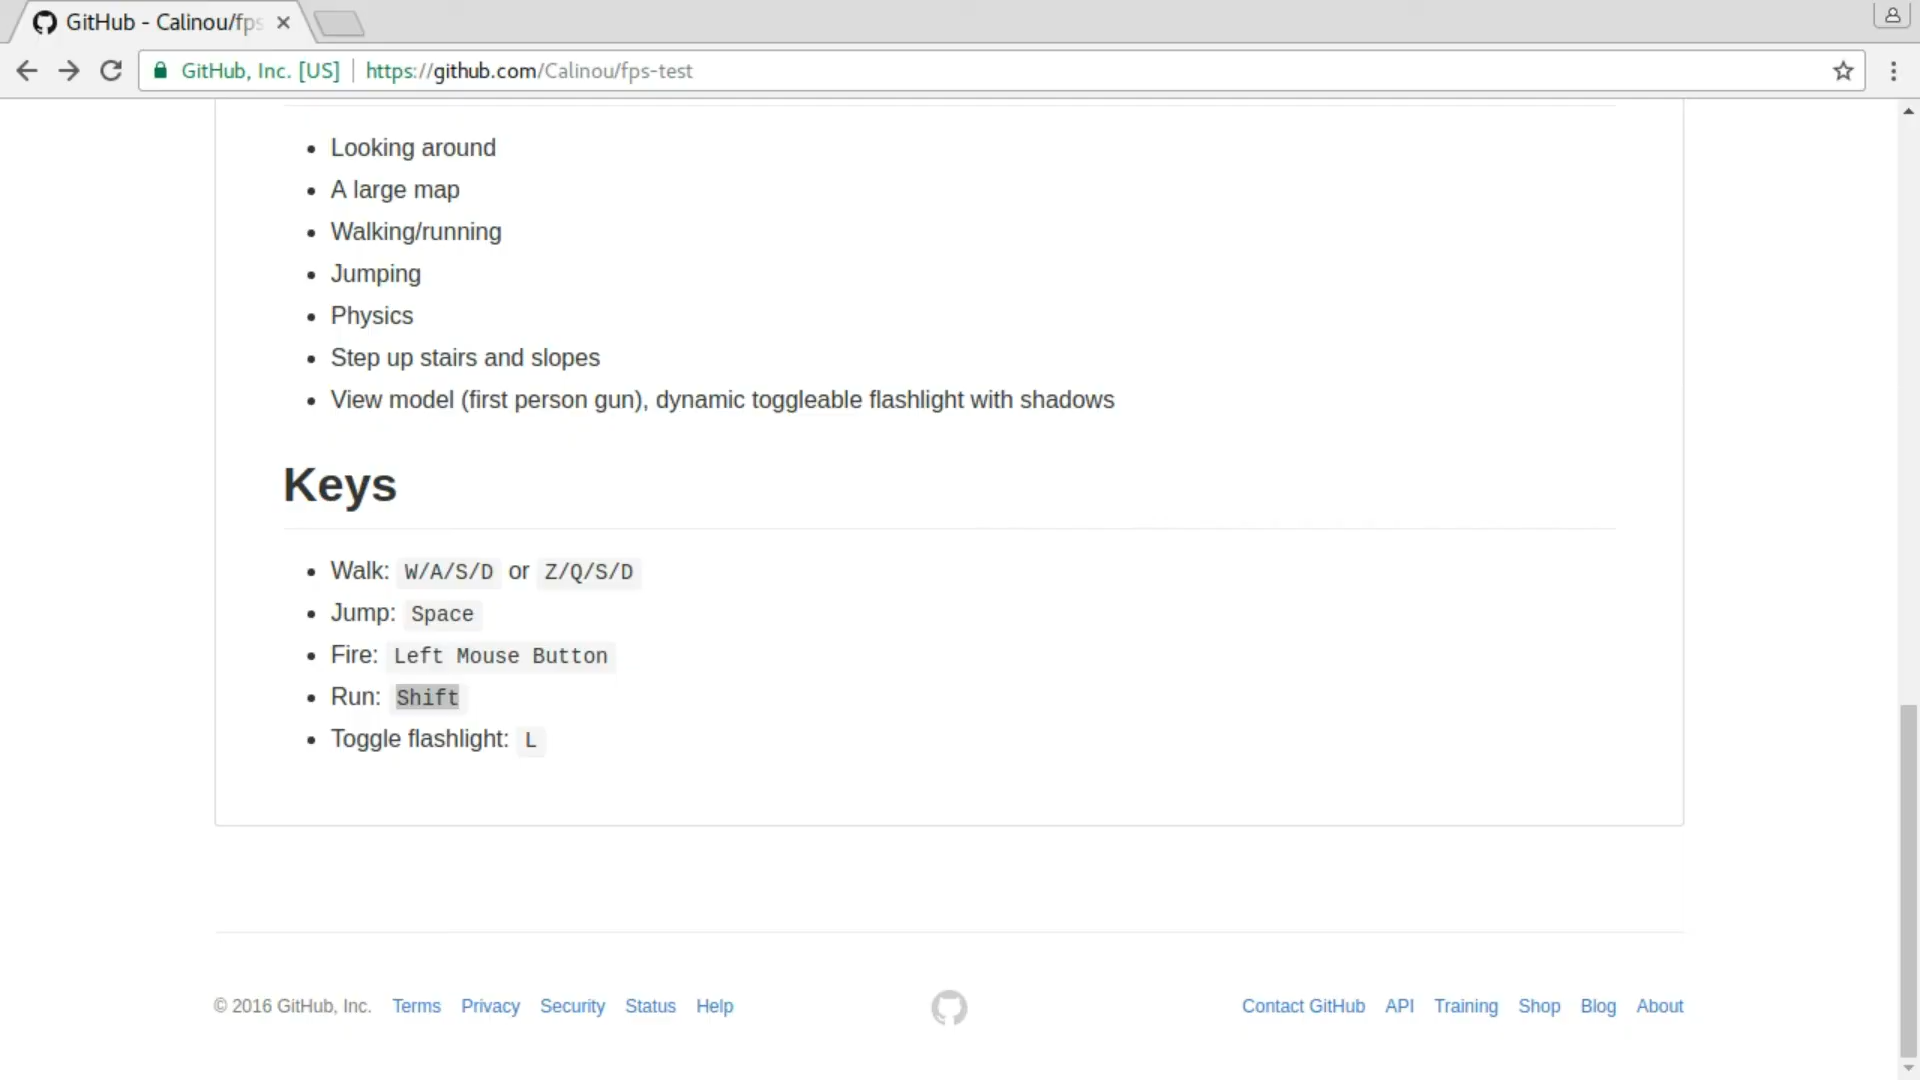 GitHub - Calinou/fps
GitHub, Inc. [US] https://github.com/Calinou/fps-test
Looking around
A large map
Walking/running
Jumping
Physics
Step up stairs and slopes
View model (first person gun), dynamic toggleable flashlight with shadows
Keys
Walk: W/A/S/D or Z/Q/S/D
Jump: Space
Fire: Left Mouse Button
Run: Shift
Toggle flashlight: L
© 2016 GitHub, Inc. Terms Privacy Security Status Help
Contact GitHub API Training Shop Blog About